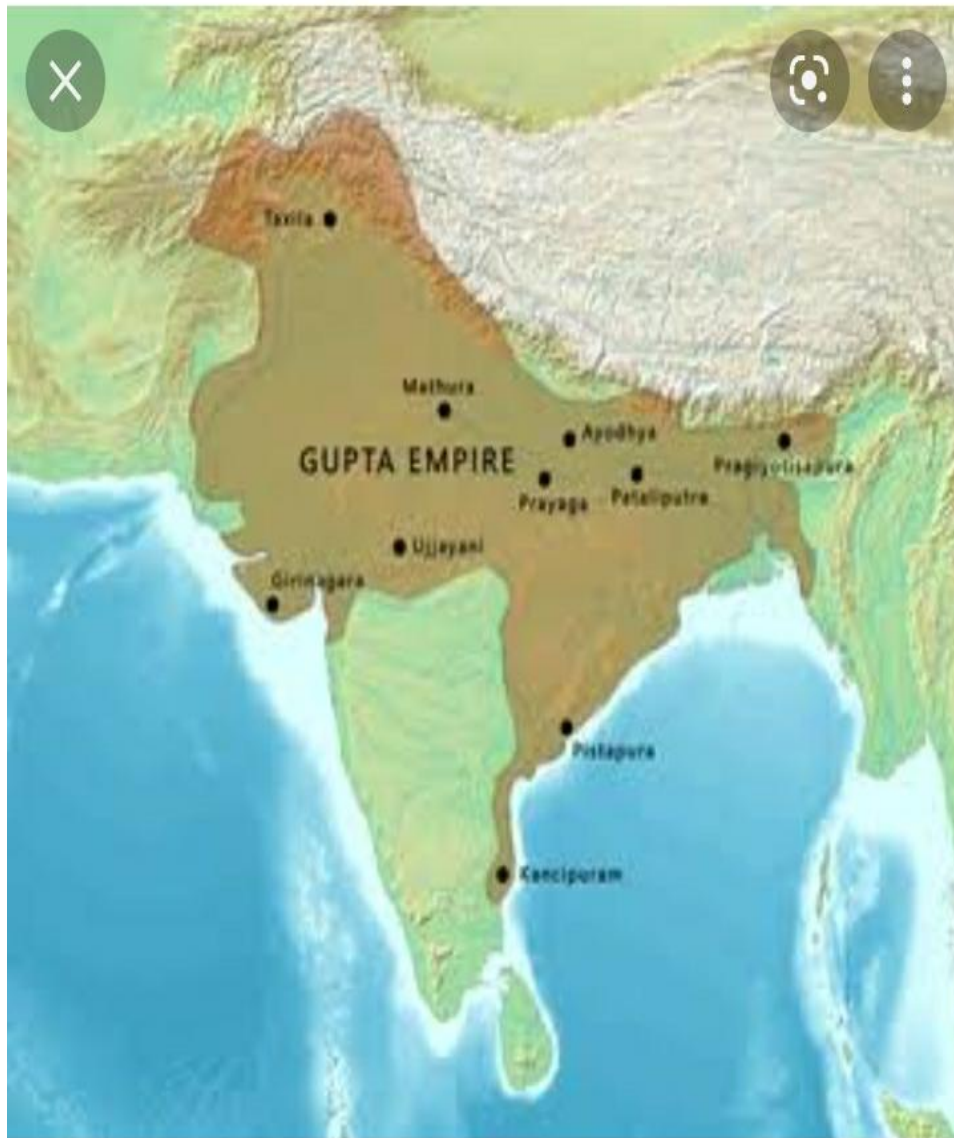 Taxila
Mathura
Ayodhya
GUPTA EMPIRE
Pragjyotisapura
Prayaga
Pataliputra
Ujjayani
Girinagara
Pistapura
Kancipuram